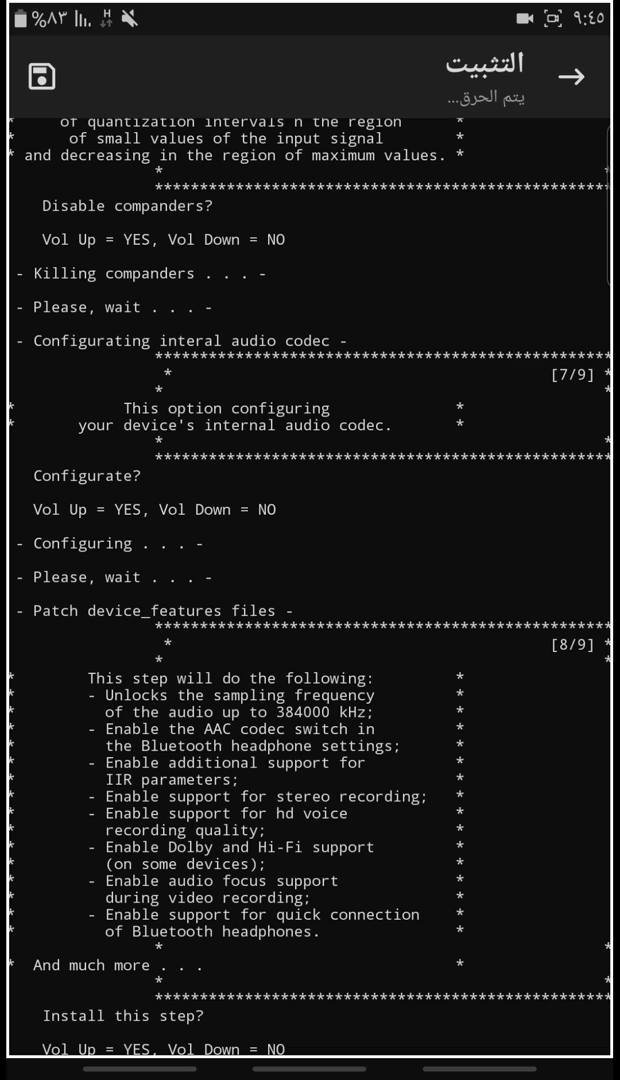 %٨٣ H ٩:٤٥
التثبيت
يتم الحرق...
* of quantization intervals n the region *
* of small values of the input signal *
* and decreasing in the region of maximum values. *
* *
***************************************************
Disable companders?
Vol Up = YES, Vol Down = NO
- Killing companders . . . -
- Please, wait . . . -
- Configurating interal audio codec -
***************************************************
* [7/9] *
* *
* This option configuring *
* your device's internal audio codec. *
* *
***************************************************
Configurate?
Vol Up = YES, Vol Down = NO
- Configuring . . . -
- Please, wait . . . -
- Patch device_features files -
***************************************************
* [8/9] *
* *
* This step will do the following: *
* - Unlocks the sampling frequency *
* of the audio up to 384000 kHz; *
* - Enable the AAC codec switch in *
* the Bluetooth headphone settings; *
* - Enable additional support for *
* IIR parameters; *
* - Enable support for stereo recording; *
* - Enable support for hd voice *
* recording quality; *
* - Enable Dolby and Hi-Fi support *
* (on some devices); *
* - Enable audio focus support *
* during video recording; *
* - Enable support for quick connection *
* of Bluetooth headphones. *
* *
* And much more . . . *
* *
***************************************************
Install this step?
Vol Up = YES, Vol Down = NO